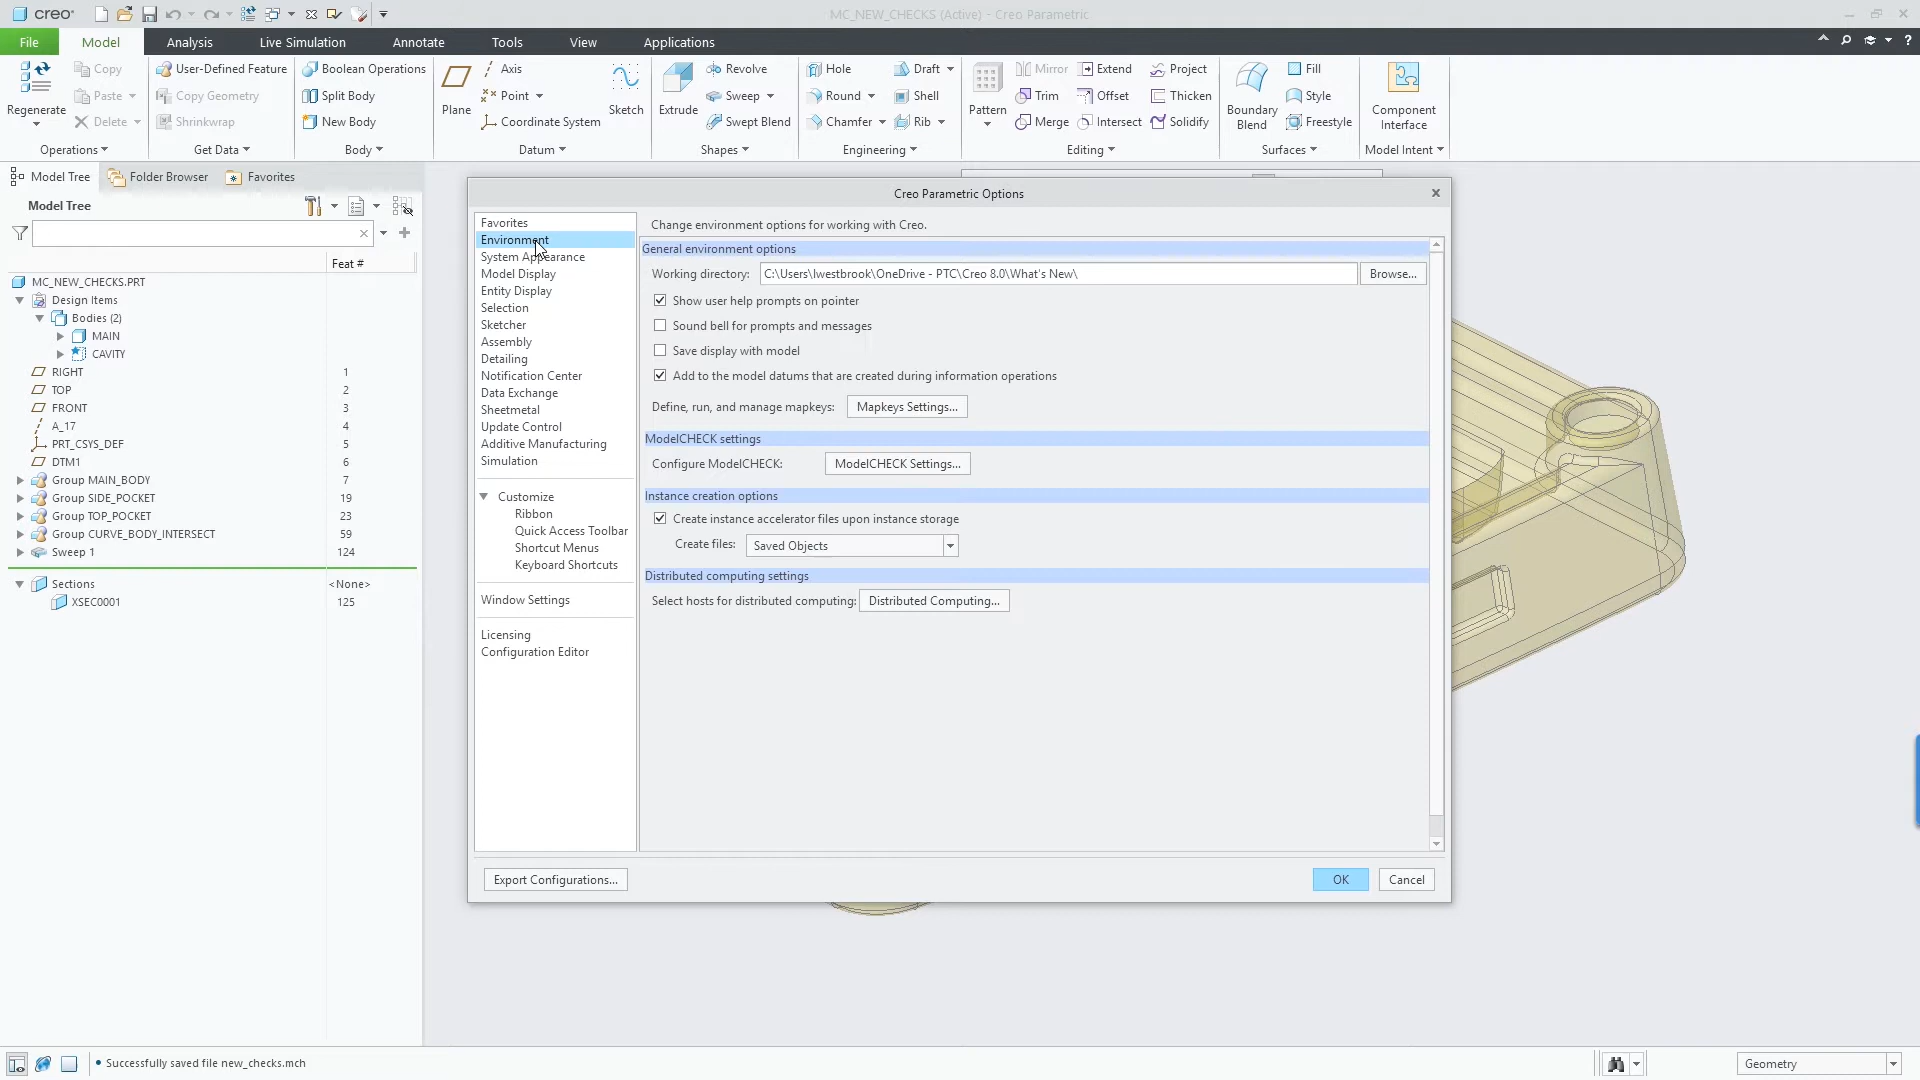 creo
MC_NEW_CHECKS (Active) - Creo Parametric
File Model Analysis Live Simulation Annotate Tools View Applications
Regenerate
Copy
Paste
Delete
Operations
User-Defined Feature
Copy Geometry
Shrinkwrap
Get Data
Boolean Operations
Split Body
New Body
Body
Plane
Axis
Point
Coordinate System
Sketch
Datum
Extrude
Revolve
Sweep
Swept Blend
Shapes
Hole
Round
Chamfer
Draft
Shell
Rib
Engineering
Pattern
Mirror
Extend
Project
Trim
Offset
Thicken
Merge
Intersect
Solidify
Editing
Boundary
Blend
Fill
Style
Freestyle
Surfaces
Component
Interface
Model Intent
Model Tree Folder Browser Favorites
Model Tree
Feat #
MC_NEW_CHECKS.PRT
Design Items
Bodies (2)
MAIN
CAVITY
RIGHT 1
TOP 2
FRONT 3
A_17 4
PRT_CSYS_DEF 5
DTM1 6
Group MAIN_BODY 7
Group SIDE_POCKET 19
Group TOP_POCKET 23
Group CURVE_BODY_INTERSECT 59
Sweep 1 124
Sections <None>
XSEC0001 125
Creo Parametric Options
Favorites
Environment
System Appearance
Model Display
Entity Display
Selection
Sketcher
Assembly
Detailing
Notification Center
Data Exchange
Sheetmetal
Update Control
Additive Manufacturing
Simulation
Customize
Ribbon
Quick Access Toolbar
Shortcut Menus
Keyboard Shortcuts
Window Settings
Licensing
Configuration Editor
Change environment options for working with Creo.
General environment options
Working directory: C:\Users\lwestbrook\OneDrive - PTC\Creo 8.0\What's New\ Browse...
Show user help prompts on pointer
Sound bell for prompts and messages
Save display with model
Add to the model datums that are created during information operations
Define, run, and manage mapkeys: Mapkeys Settings...
ModelCHECK settings
Configure ModelCHECK: ModelCHECK Settings...
Instance creation options
Create instance accelerator files upon instance storage
Create files: Saved Objects
Distributed computing settings
Select hosts for distributed computing: Distributed Computing...
Export Configurations... OK Cancel
• Successfully saved file new_checks.mch
Geometry